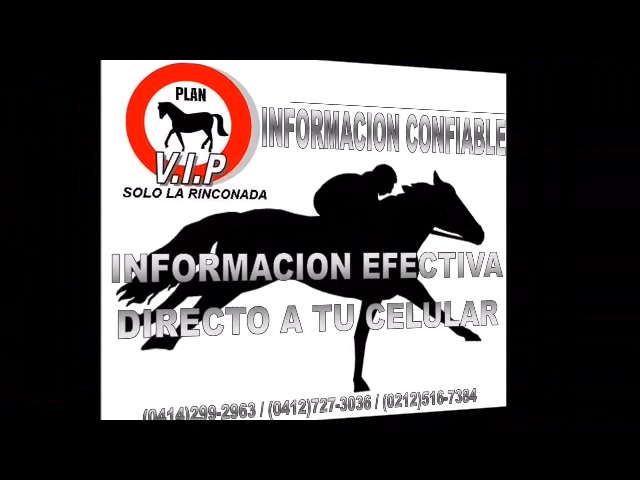 PLAN
V.I.P
SOLO LA RINCONADA
INFORMACION CONFIABLE
INFORMACION EFECTIVA
DIRECTO A TU CELULAR
(0414)299-2963 / (0412)727-3036 / (0212)516-7384